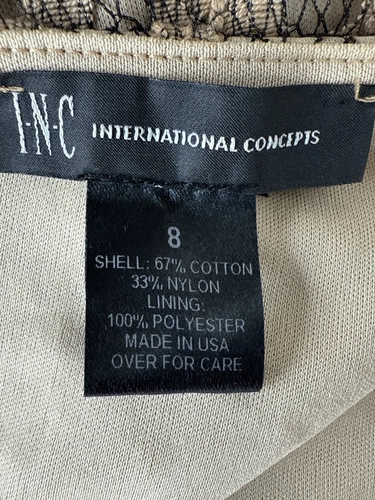 I·N·C INTERNATIONAL CONCEPTS
8
SHELL: 67% COTTON
33% NYLON
LINING:
100% POLYESTER
MADE IN USA
OVER FOR CARE